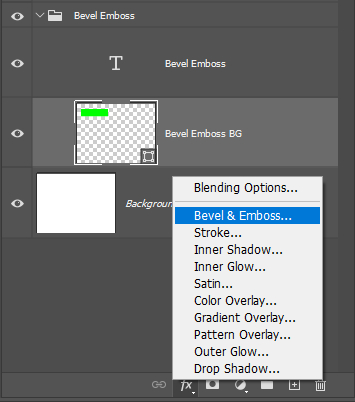 Bevel Emboss
T
Bevel Emboss
Bevel Emboss BG
Background
Blending Options...
Bevel & Emboss...
Stroke...
Inner Shadow...
Inner Glow...
Satin...
Color Overlay...
Gradient Overlay...
Pattern Overlay...
Outer Glow...
Drop Shadow...
fx